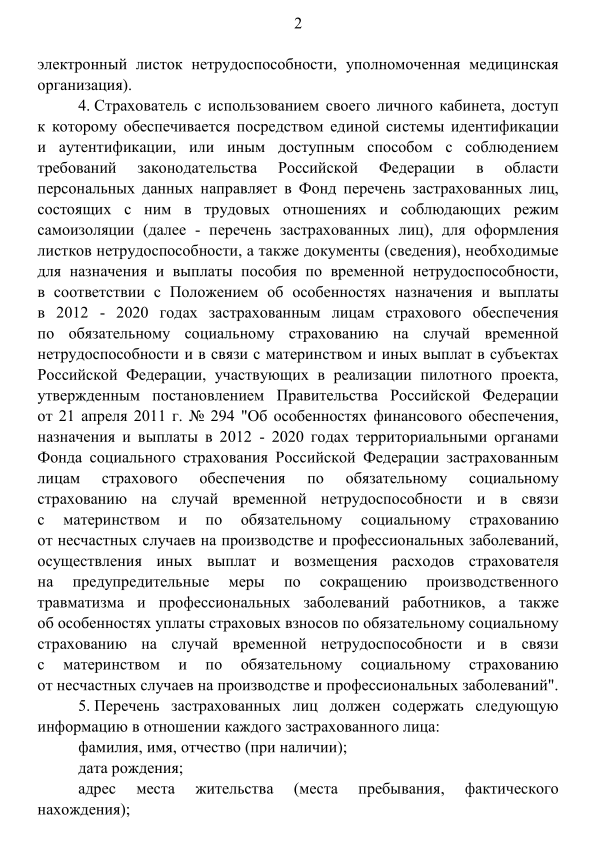 2
электронный листок нетрудоспособности, уполномоченная медицинская
организация).
4. Страхователь с использованием своего личного кабинета, доступ
к которому обеспечивается посредством единой системы идентификации
и аутентификации, или иным доступным способом с соблюдением
требований законодательства Российской Федерации в области
персональных данных направляет в Фонд перечень застрахованных лиц,
состоящих с ним в трудовых отношениях и соблюдающих режим
самоизоляции (далее - перечень застрахованных лиц), для оформления
листков нетрудоспособности, а также документы (сведения), необходимые
для назначения и выплаты пособия по временной нетрудоспособности,
в соответствии с Положением об особенностях назначения и выплаты
в 2012 - 2020 годах застрахованным лицам страхового обеспечения
по обязательному социальному страхованию на случай временной
нетрудоспособности и в связи с материнством и иных выплат в субъектах
Российской Федерации, участвующих в реализации пилотного проекта,
утвержденным постановлением Правительства Российской Федерации
от 21 апреля 2011 г. № 294 "Об особенностях финансового обеспечения,
назначения и выплаты в 2012 - 2020 годах территориальными органами
Фонда социального страхования Российской Федерации застрахованным
лицам страхового обеспечения по обязательному социальному
страхованию на случай временной нетрудоспособности и в связи
с материнством и по обязательному социальному страхованию
от несчастных случаев на производстве и профессиональных заболеваний,
осуществления иных выплат и возмещения расходов страхователя
на предупредительные меры по сокращению производственного
травматизма и профессиональных заболеваний работников, а также
об особенностях уплаты страховых взносов по обязательному социальному
страхованию на случай временной нетрудоспособности и в связи
с материнством и по обязательному социальному страхованию
от несчастных случаев на производстве и профессиональных заболеваний".
5. Перечень застрахованных лиц должен содержать следующую
информацию в отношении каждого застрахованного лица:
фамилия, имя, отчество (при наличии);
дата рождения;
адрес места жительства (места пребывания, фактического
нахождения);